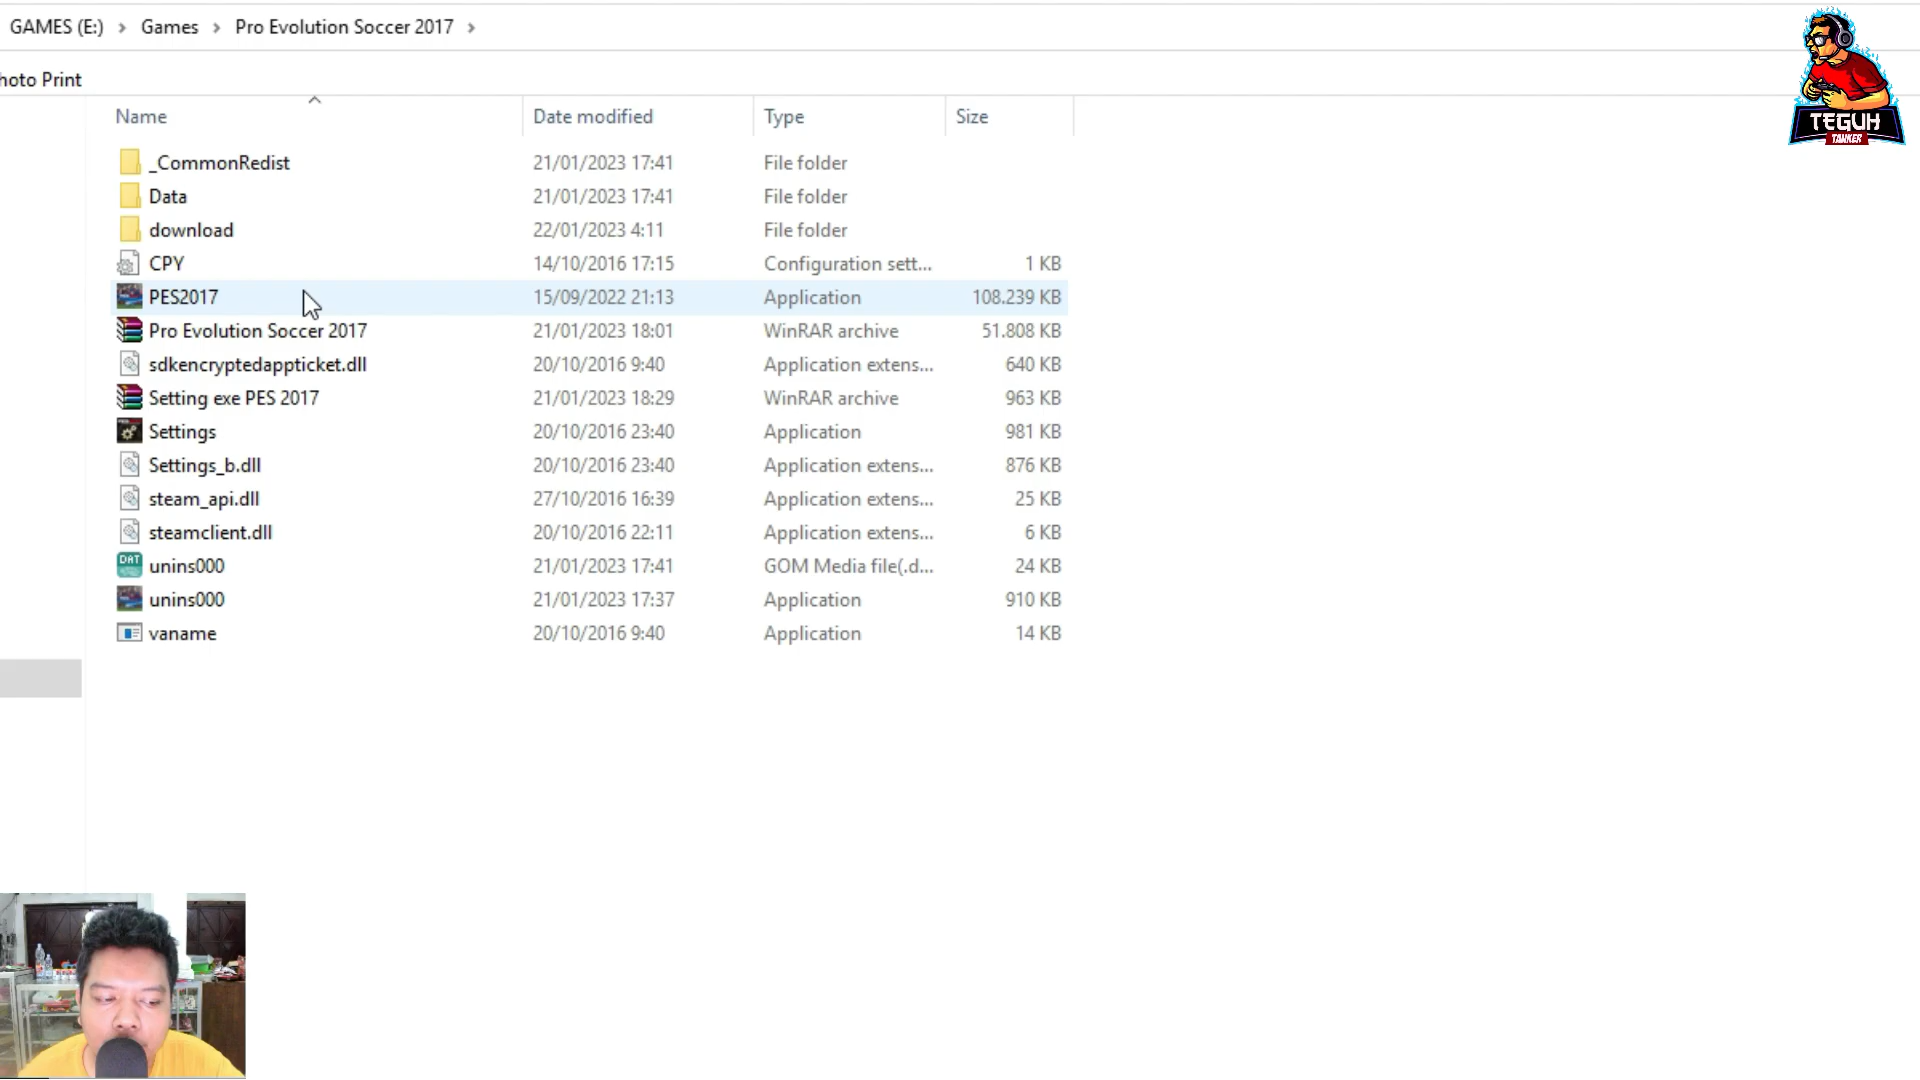 GAMES (E:) > Games > Pro Evolution Soccer 2017 >
hoto Print
Name Date modified Type Size
_CommonRedist 21/01/2023 17:41 File folder
Data 21/01/2023 17:41 File folder
download 22/01/2023 4:11 File folder
CPY 14/10/2016 17:15 Configuration sett... 1 KB
PES2017 15/09/2022 21:13 Application 108.239 KB
Pro Evolution Soccer 2017 21/01/2023 18:01 WinRAR archive 51.808 KB
sdkencryptedappticket.dll 20/10/2016 9:40 Application extens... 640 KB
Setting exe PES 2017 21/01/2023 18:29 WinRAR archive 963 KB
Settings 20/10/2016 23:40 Application 981 KB
Settings_b.dll 20/10/2016 23:40 Application extens... 876 KB
steam_api.dll 27/10/2016 16:39 Application extens... 25 KB
steamclient.dll 20/10/2016 22:11 Application extens... 6 KB
DAT unins000 21/01/2023 17:41 GOM Media file(.d... 24 KB
unins000 21/01/2023 17:37 Application 910 KB
vaname 20/10/2016 9:40 Application 14 KB
TEGUH
TANKER